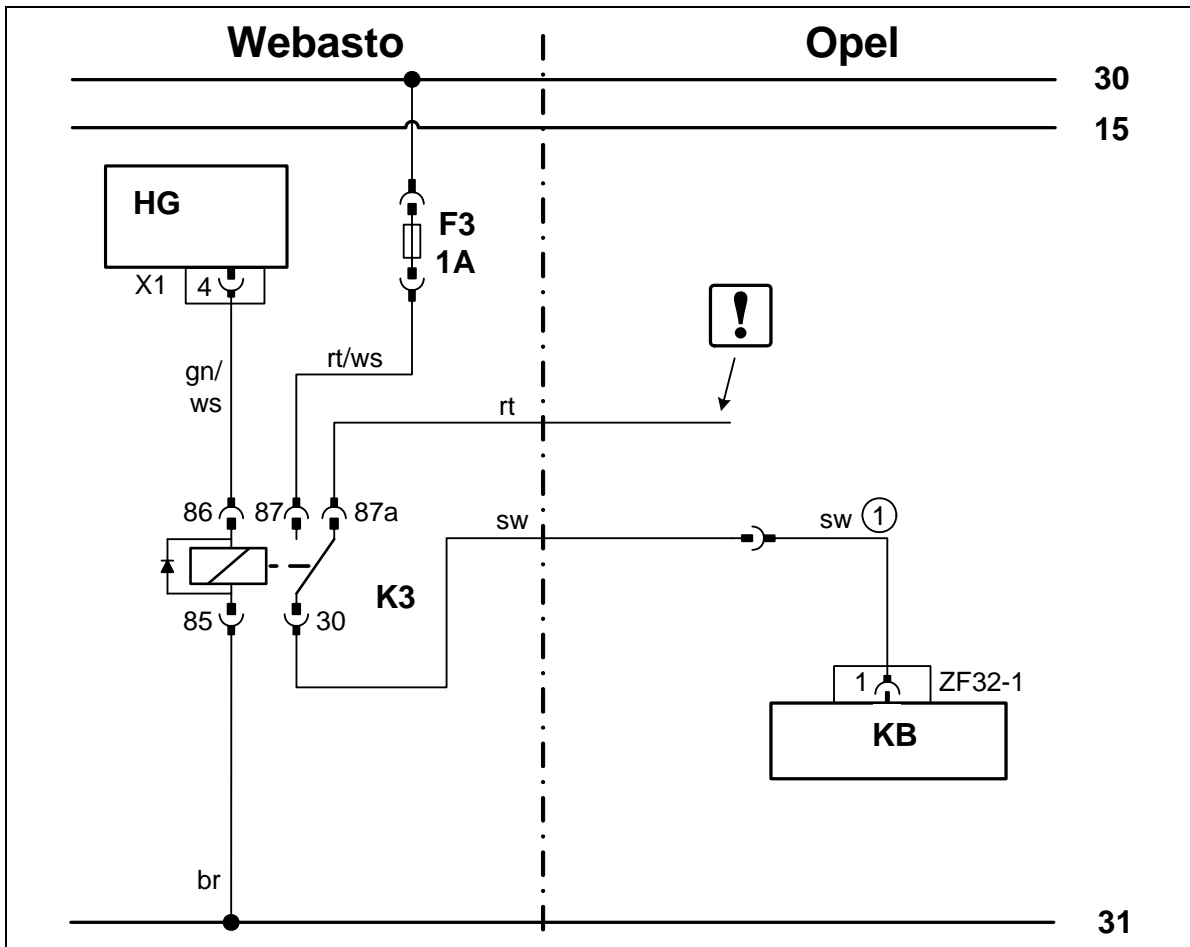 Webasto
Opel
30
15
HG
F3
1A
X1
4
!
rt/ws
gn/
ws
rt
86
87
87a
sw
sw 1
K3
85
30
1
ZF32-1
KB
br
31